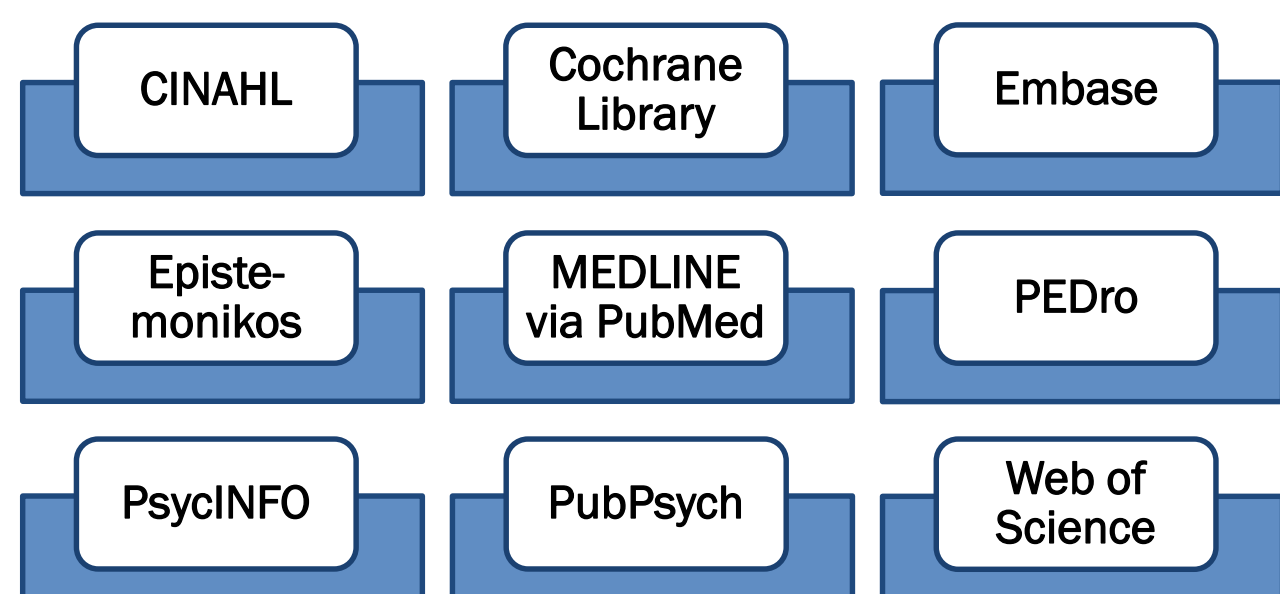 CINAHL
Cochrane
Library
Embase
Episte-
monikos
MEDLINE
via PubMed
PEDro
PsycINFO
PubPsych
Web of
Science